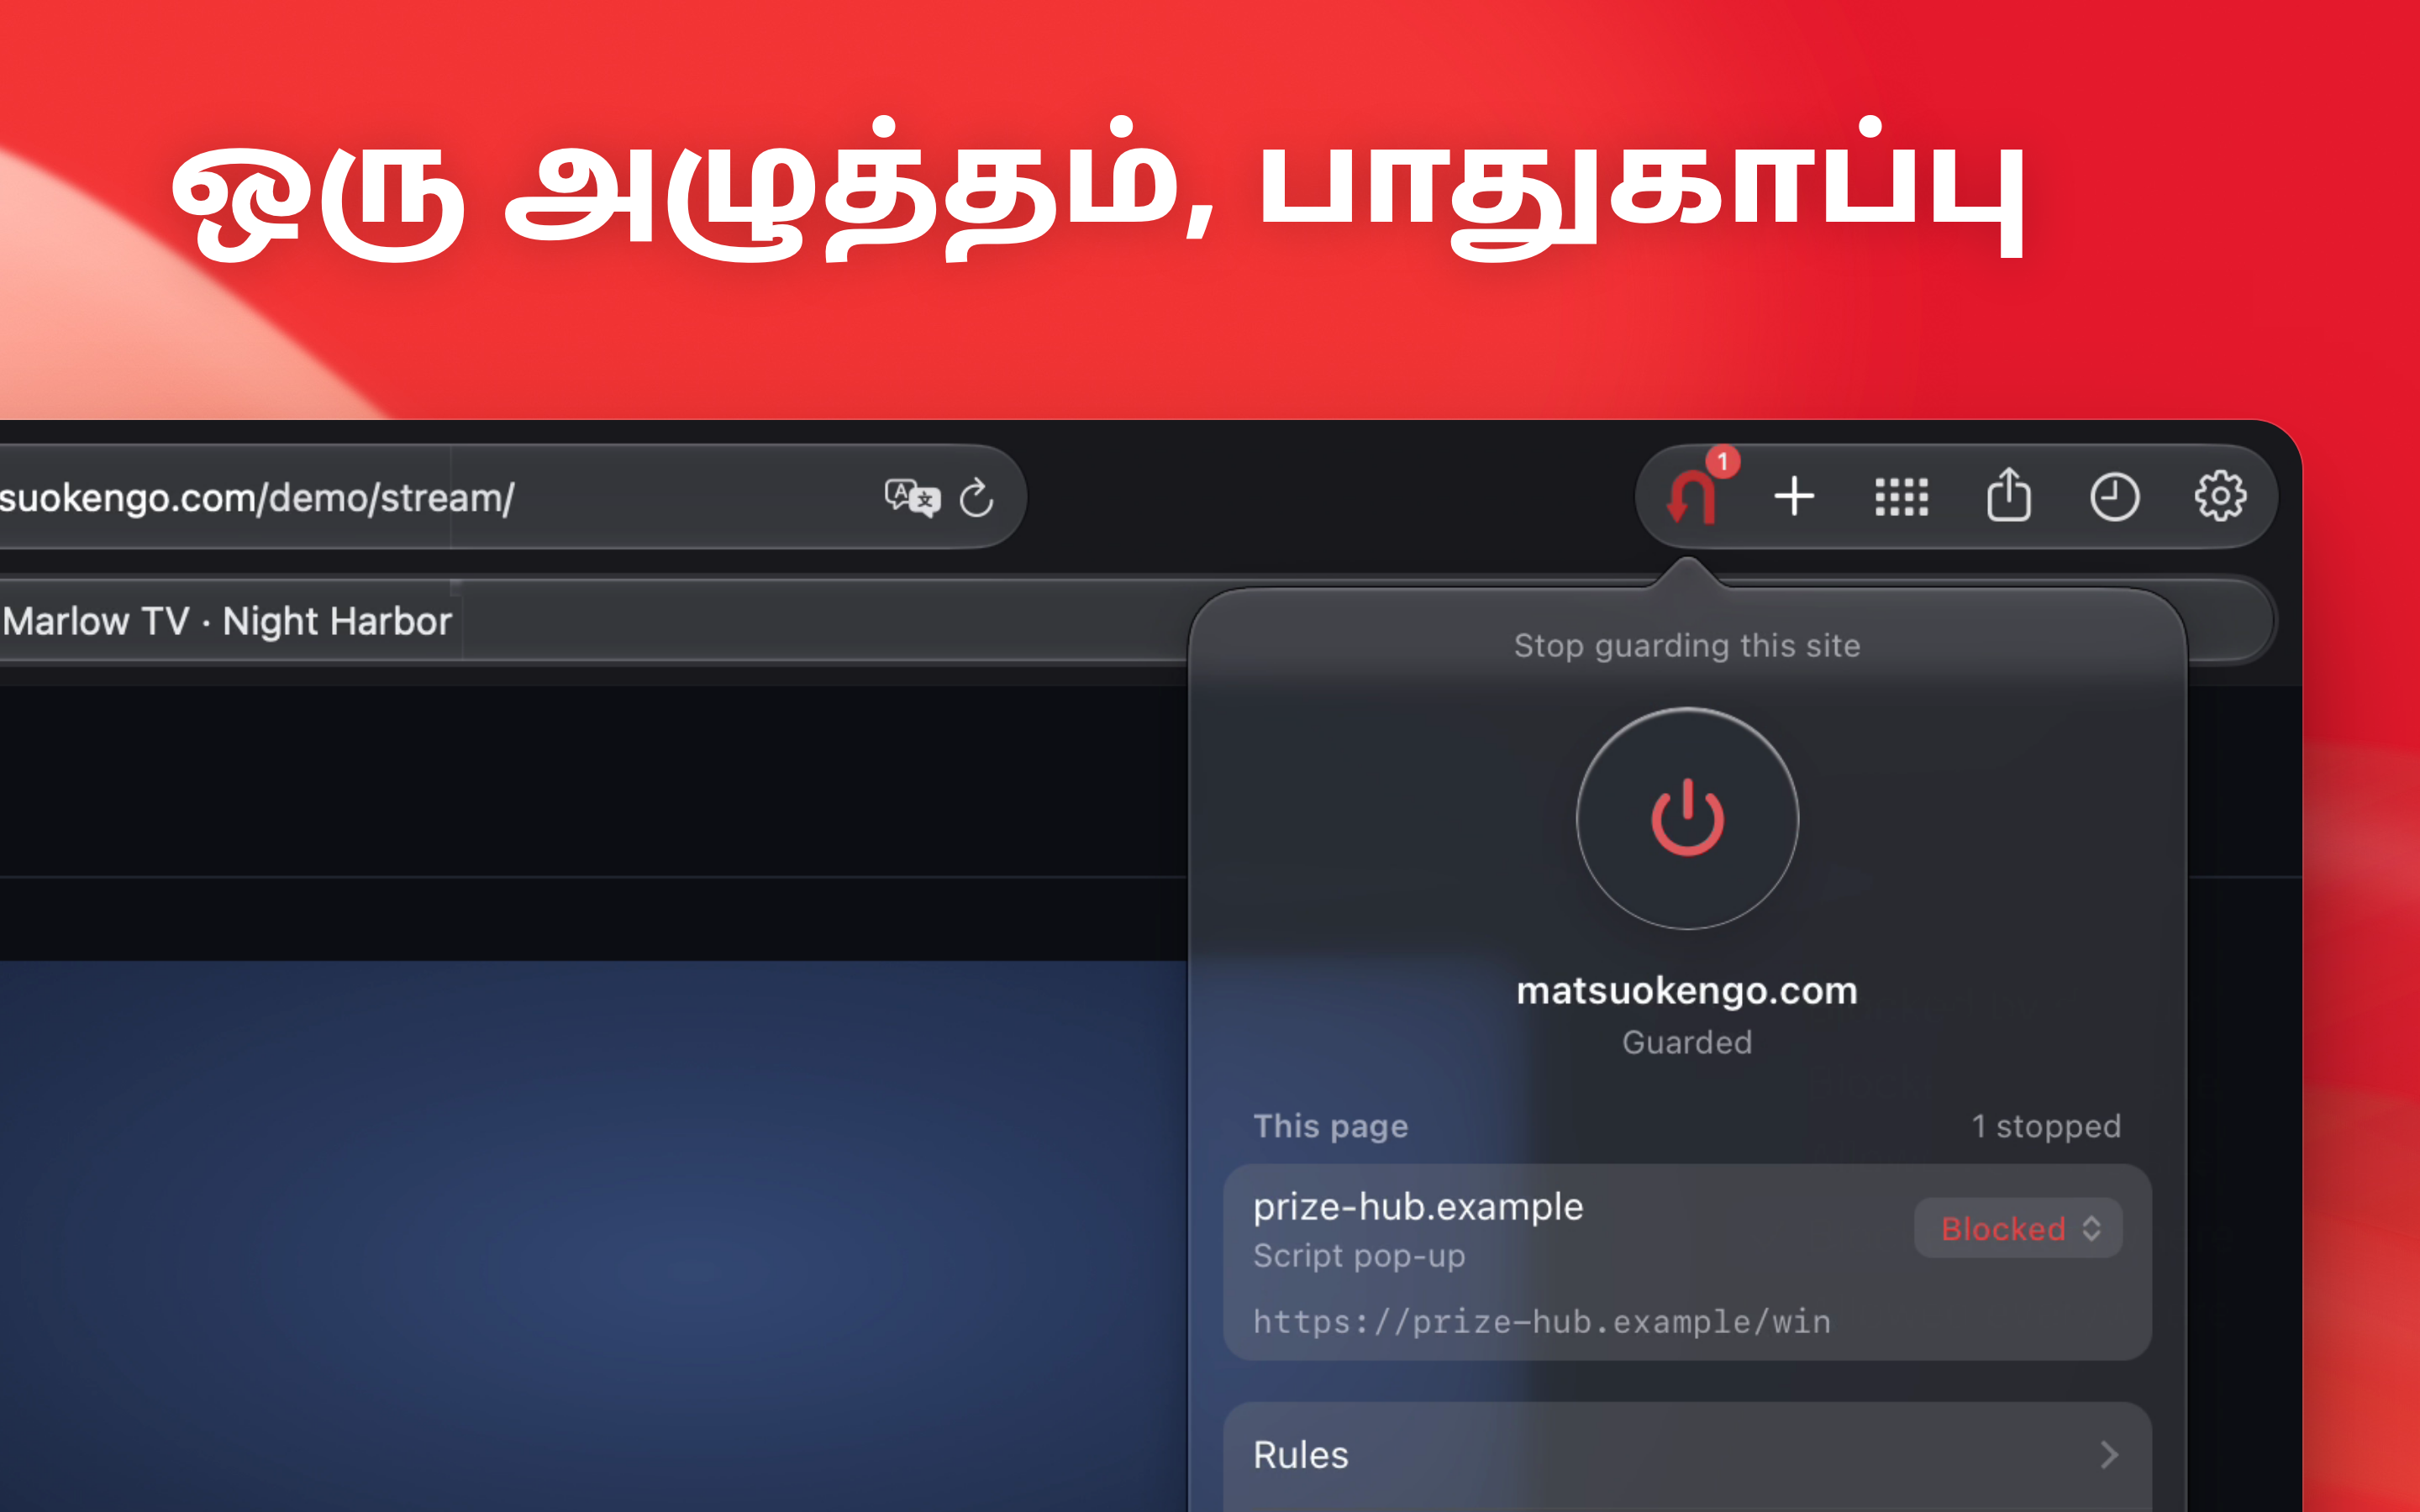 ஒரு அழுத்தம், பாதுகாப்பு
suokengo.com/demo/stream/
1
Marlow TV · Night Harbor
Stop guarding this site
matsuokengo.com
Guarded
This page
1 stopped
prize-hub.example
Blocked
Script pop-up
https://prize-hub.example/win
Rules